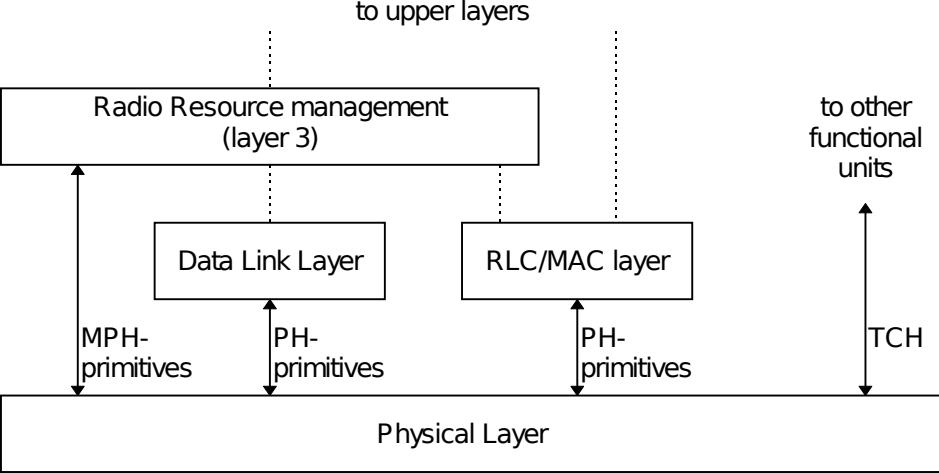 to upper layers
Radio Resource management
(layer 3)
to other
functional
units
Data Link Layer
RLC/MAC layer
MPH-
primitives
PH-
primitives
PH-
primitives
TCH
Physical Layer